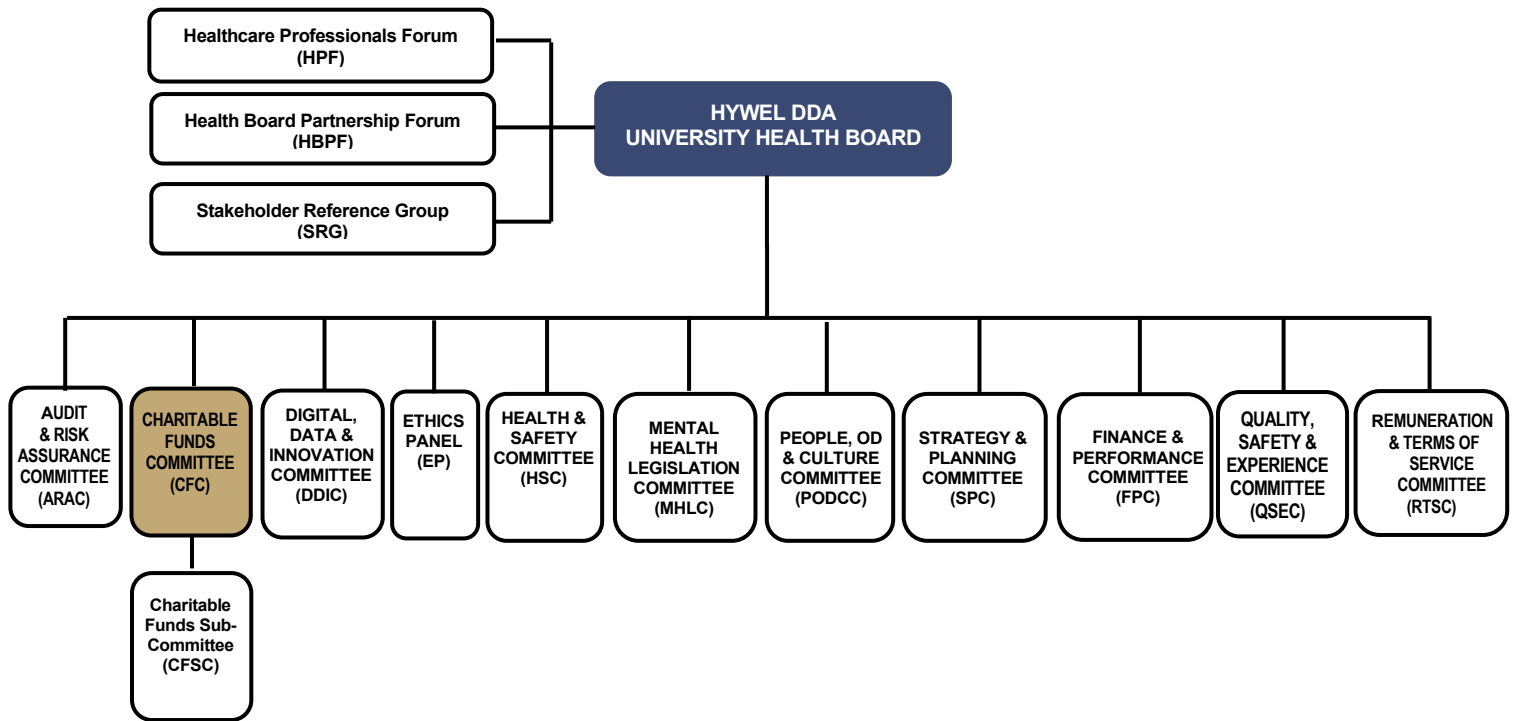 Healthcare Professionals Forum
(HPF)
Health Board Partnership Forum
(HBPF)
Stakeholder Reference Group
(SRG)
HYWEL DDA
UNIVERSITY HEALTH BOARD
AUDIT
& RISK
ASSURANCE
COMMITTEE
(ARAC)
CHARITABLE
FUNDS
COMMITTEE
(CFC)
DIGITAL,
DATA &
INNOVATION
COMMITTEE
(DDIC)
ETHICS
PANEL
(EP)
HEALTH &
SAFETY
COMMITTEE
(HSC)
MENTAL
HEALTH
LEGISLATION
COMMITTEE
(MHLC)
PEOPLE, OD
& CULTURE
COMMITTEE
(PODCC)
STRATEGY &
PLANNING
COMMITTEE
(SPC)
FINANCE &
PERFORMANCE
COMMITTEE
(FPC)
QUALITY,
SAFETY &
EXPERIENCE
COMMITTEE
(QSEC)
REMUNERATION
& TERMS OF
SERVICE
COMMITTEE
(RTSC)
Charitable
Funds Sub-
Committee
(CFSC)